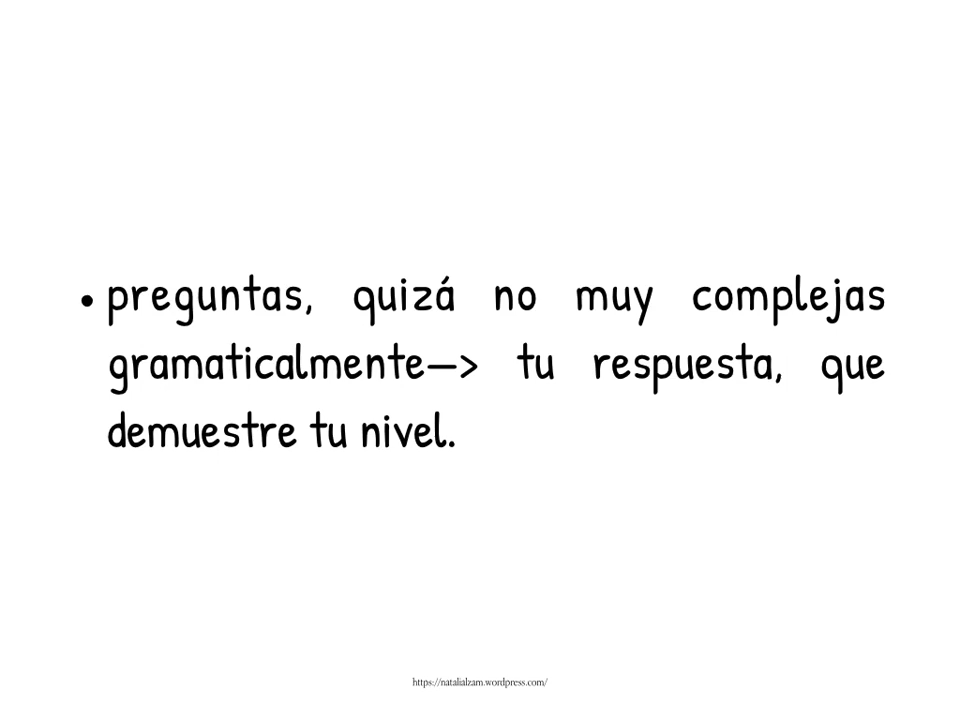 • preguntas, quizá no muy complejas
gramaticalmente—> tu respuesta, que
demuestre tu nivel.
https://natalialzam.wordpress.com/